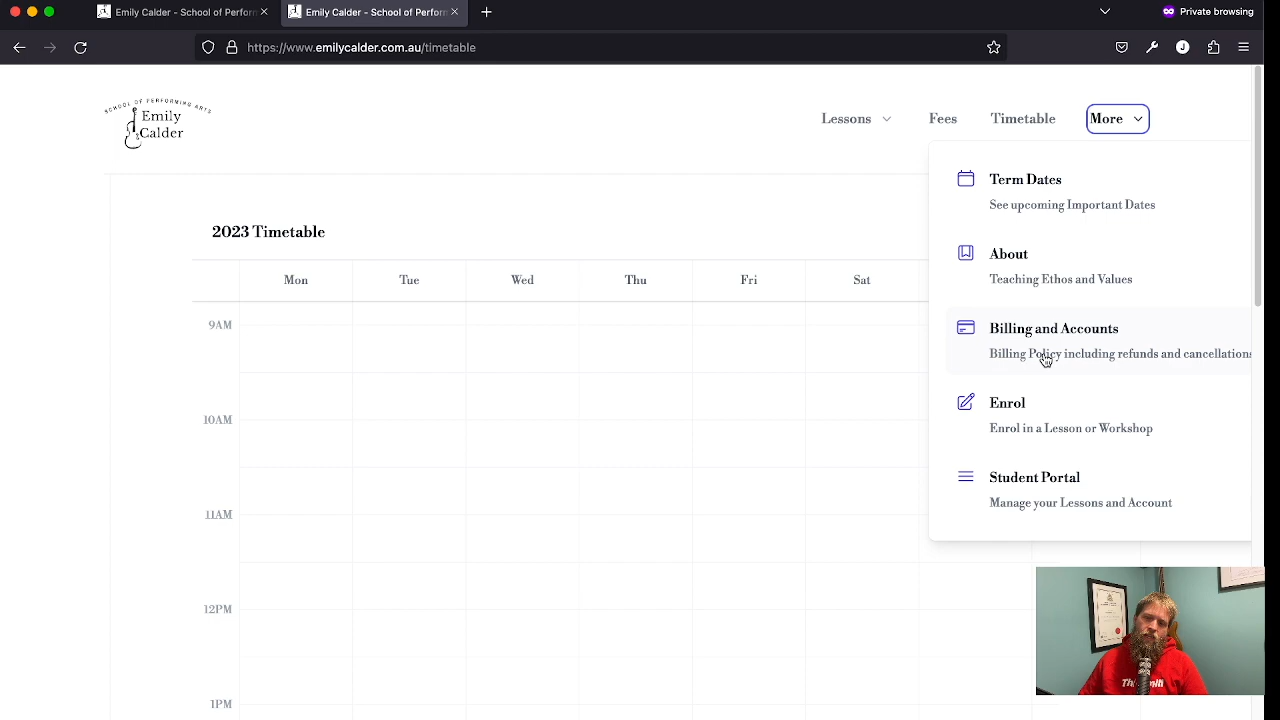 Emily Calder - School of Perform
Emily Calder - School of Perform
Private browsing
https://www.emilycalder.com.au/timetable
J
SCHOOL OF PERFORMING ARTS
Emily
Calder
Lessons
Fees
Timetable
More
Term Dates
See upcoming Important Dates
About
Teaching Ethos and Values
Billing and Accounts
Billing Policy including refunds and cancellations
Enrol
Enrol in a Lesson or Workshop
Student Portal
Manage your Lessons and Account
2023 Timetable
Mon Tue Wed Thu Fri Sat
9AM
10AM
11AM
12PM
1PM